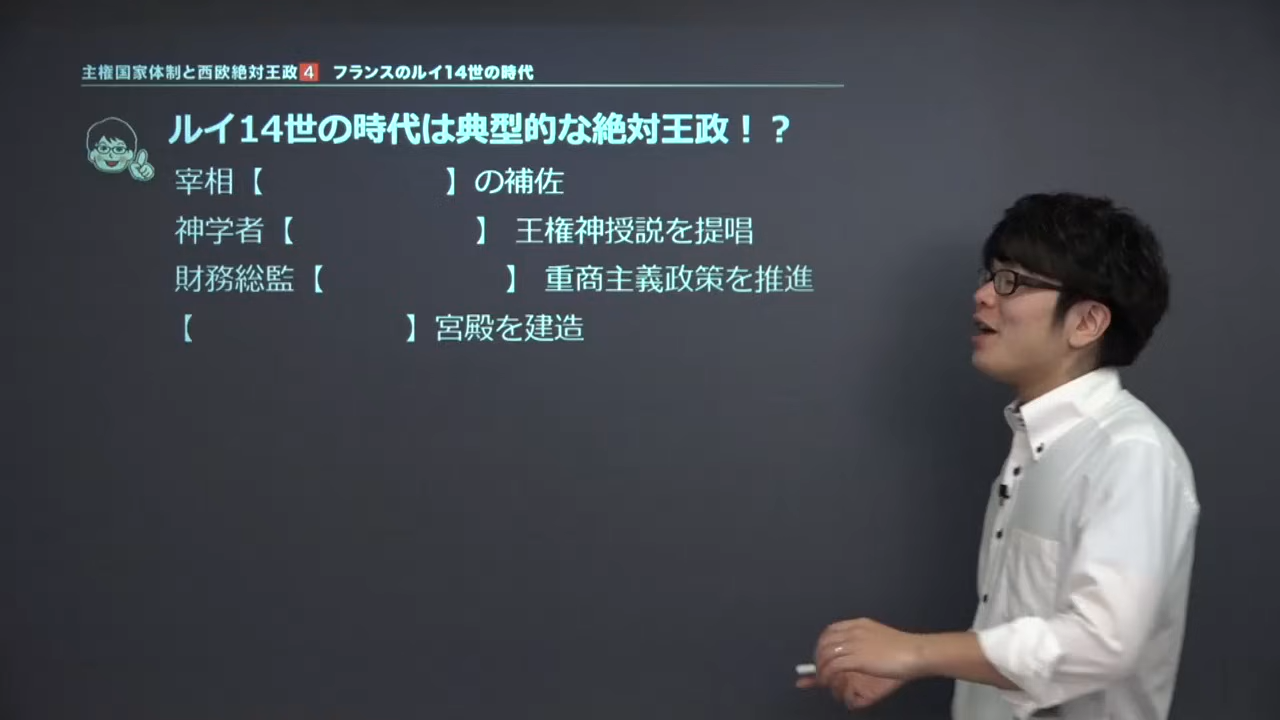 主権国家体制と西欧絶対王政4 フランスのルイ14世の時代
ルイ14世の時代は典型的な絶対王政！？
宰相【　　　　　　】の補佐
神学者【　　　　　　】 王権神授説を提唱
財務総監【　　　　　　】 重商主義政策を推進
【　　　　　　　】宮殿を建造